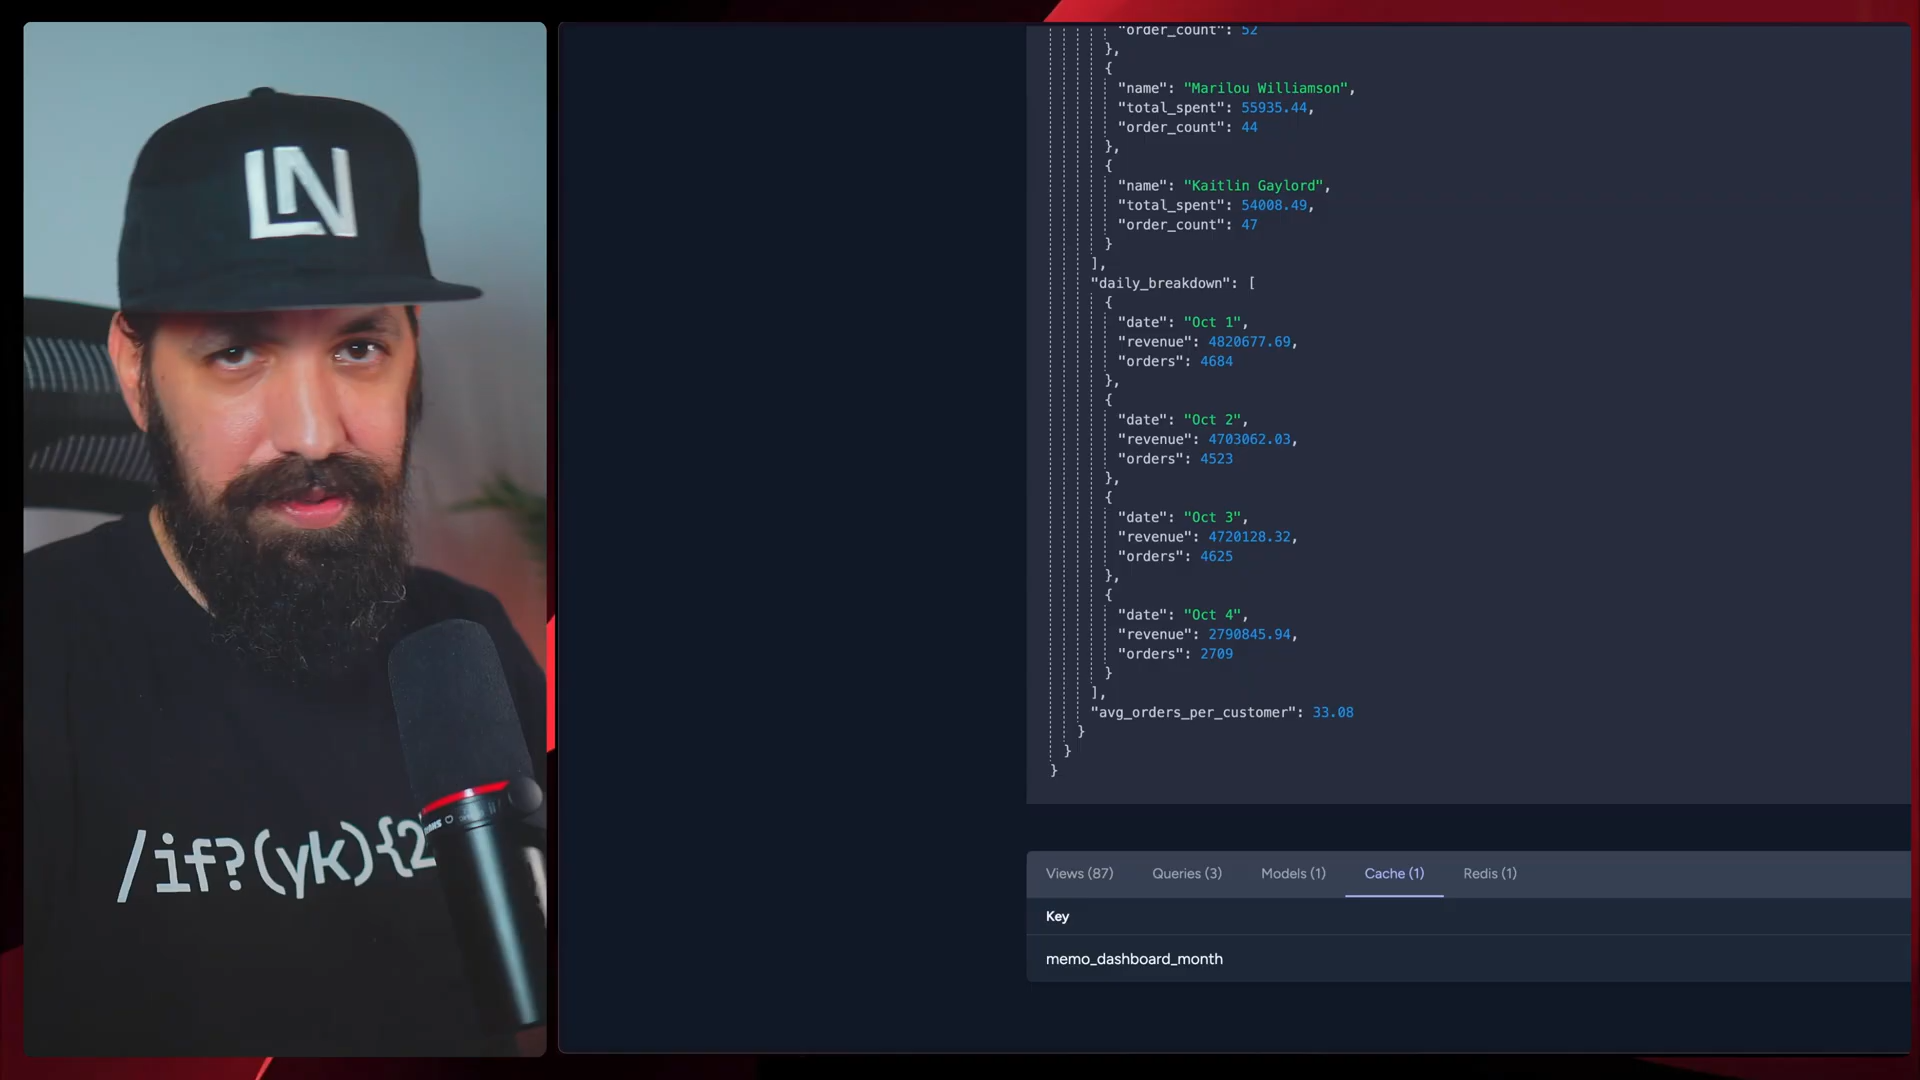 LN
/if?(yk){2
"order_count": 52
},
{
"name": "Marilou Williamson",
"total_spent": 55935.44,
"order_count": 44
},
{
"name": "Kaitlin Gaylord",
"total_spent": 54008.49,
"order_count": 47
}
],
"daily_breakdown": [
{
"date": "Oct 1",
"revenue": 4820677.69,
"orders": 4684
},
{
"date": "Oct 2",
"revenue": 4703062.03,
"orders": 4523
},
{
"date": "Oct 3",
"revenue": 4720128.32,
"orders": 4625
},
{
"date": "Oct 4",
"revenue": 2790845.94,
"orders": 2709
}
],
"avg_orders_per_customer": 33.08
}
}
}
Views (87) Queries (3) Models (1) Cache (1) Redis (1)
Key
memo_dashboard_month